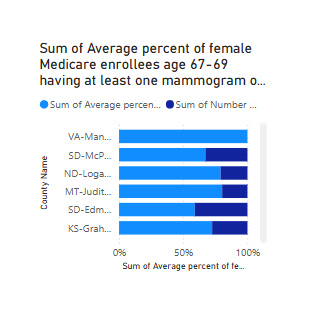 Sum of Average percent of female
Medicare enrollees age 67-69
having at least one mammogram o...
Sum of Average percen... Sum of Number ...
County Name
VA-Man...
SD-McP...
ND-Loga...
MT-Judit...
SD-Edm...
KS-Grah...
0% 50% 100%
Sum of Average percent of fe...